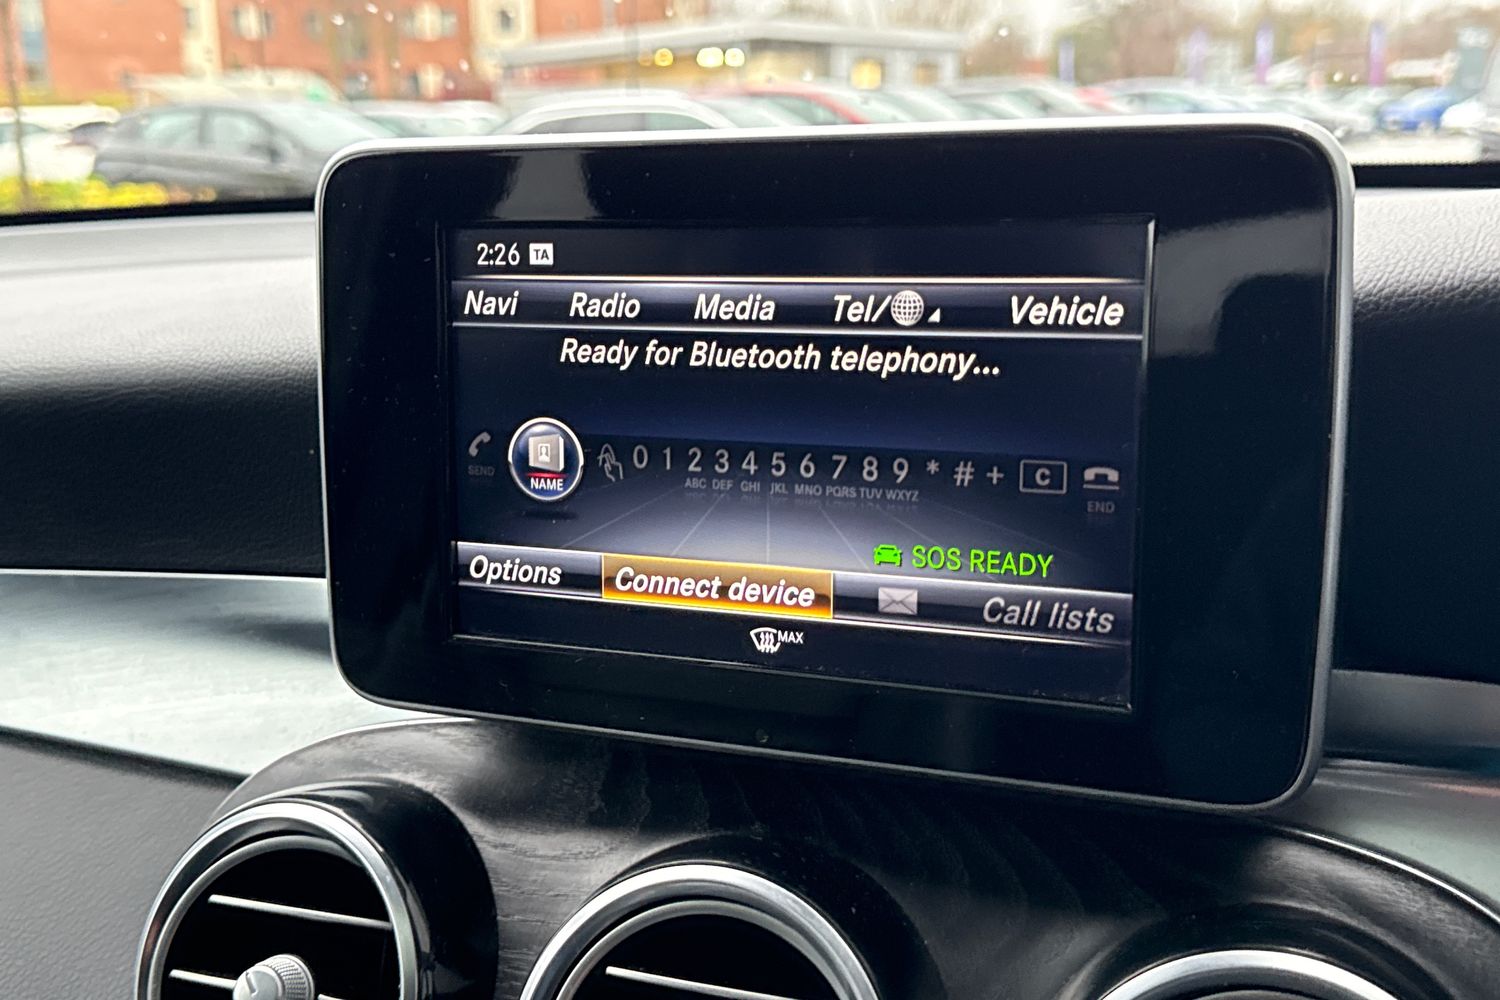 2:26 TA
Navi Radio Media Tel/ Vehicle
Ready for Bluetooth telephony...
SEND NAME 0 1 2 3 4 5 6 7 8 9 * # + C END
ABC DEF GHI JKL MNO PQRS TUV WXYZ
SOS READY
Options Connect device Call lists
MAX